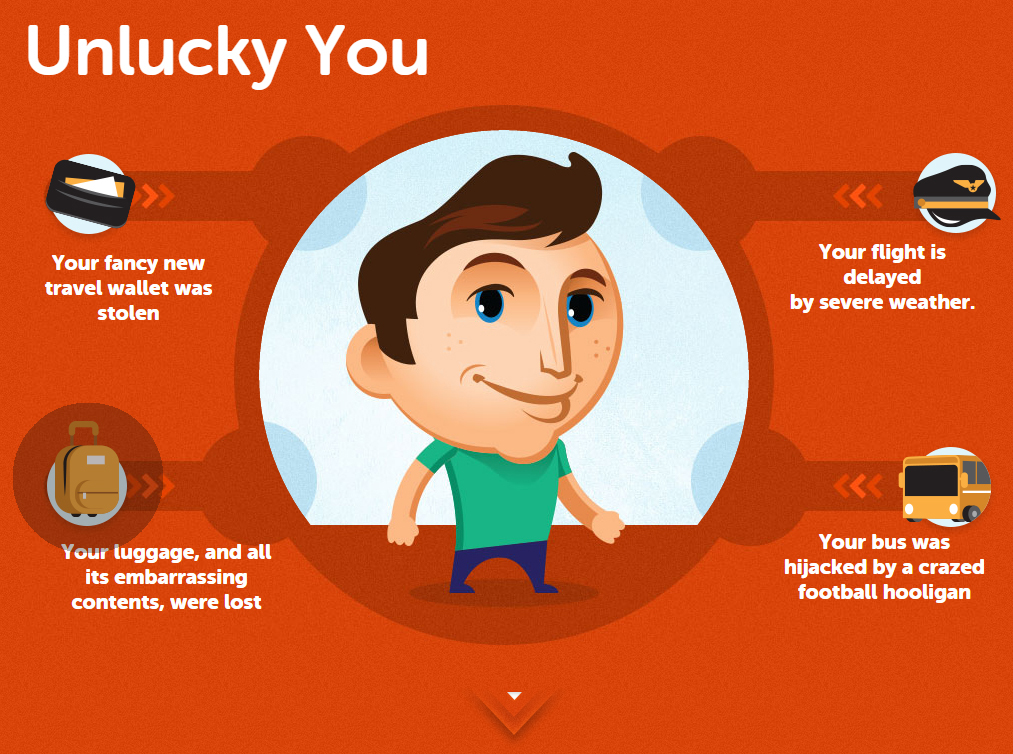 Unlucky You
Your fancy new
travel wallet was
stolen
Your flight is
delayed
by severe weather.
Your luggage, and all
its embarrassing
contents, were lost
Your bus was
hijacked by a crazed
football hooligan